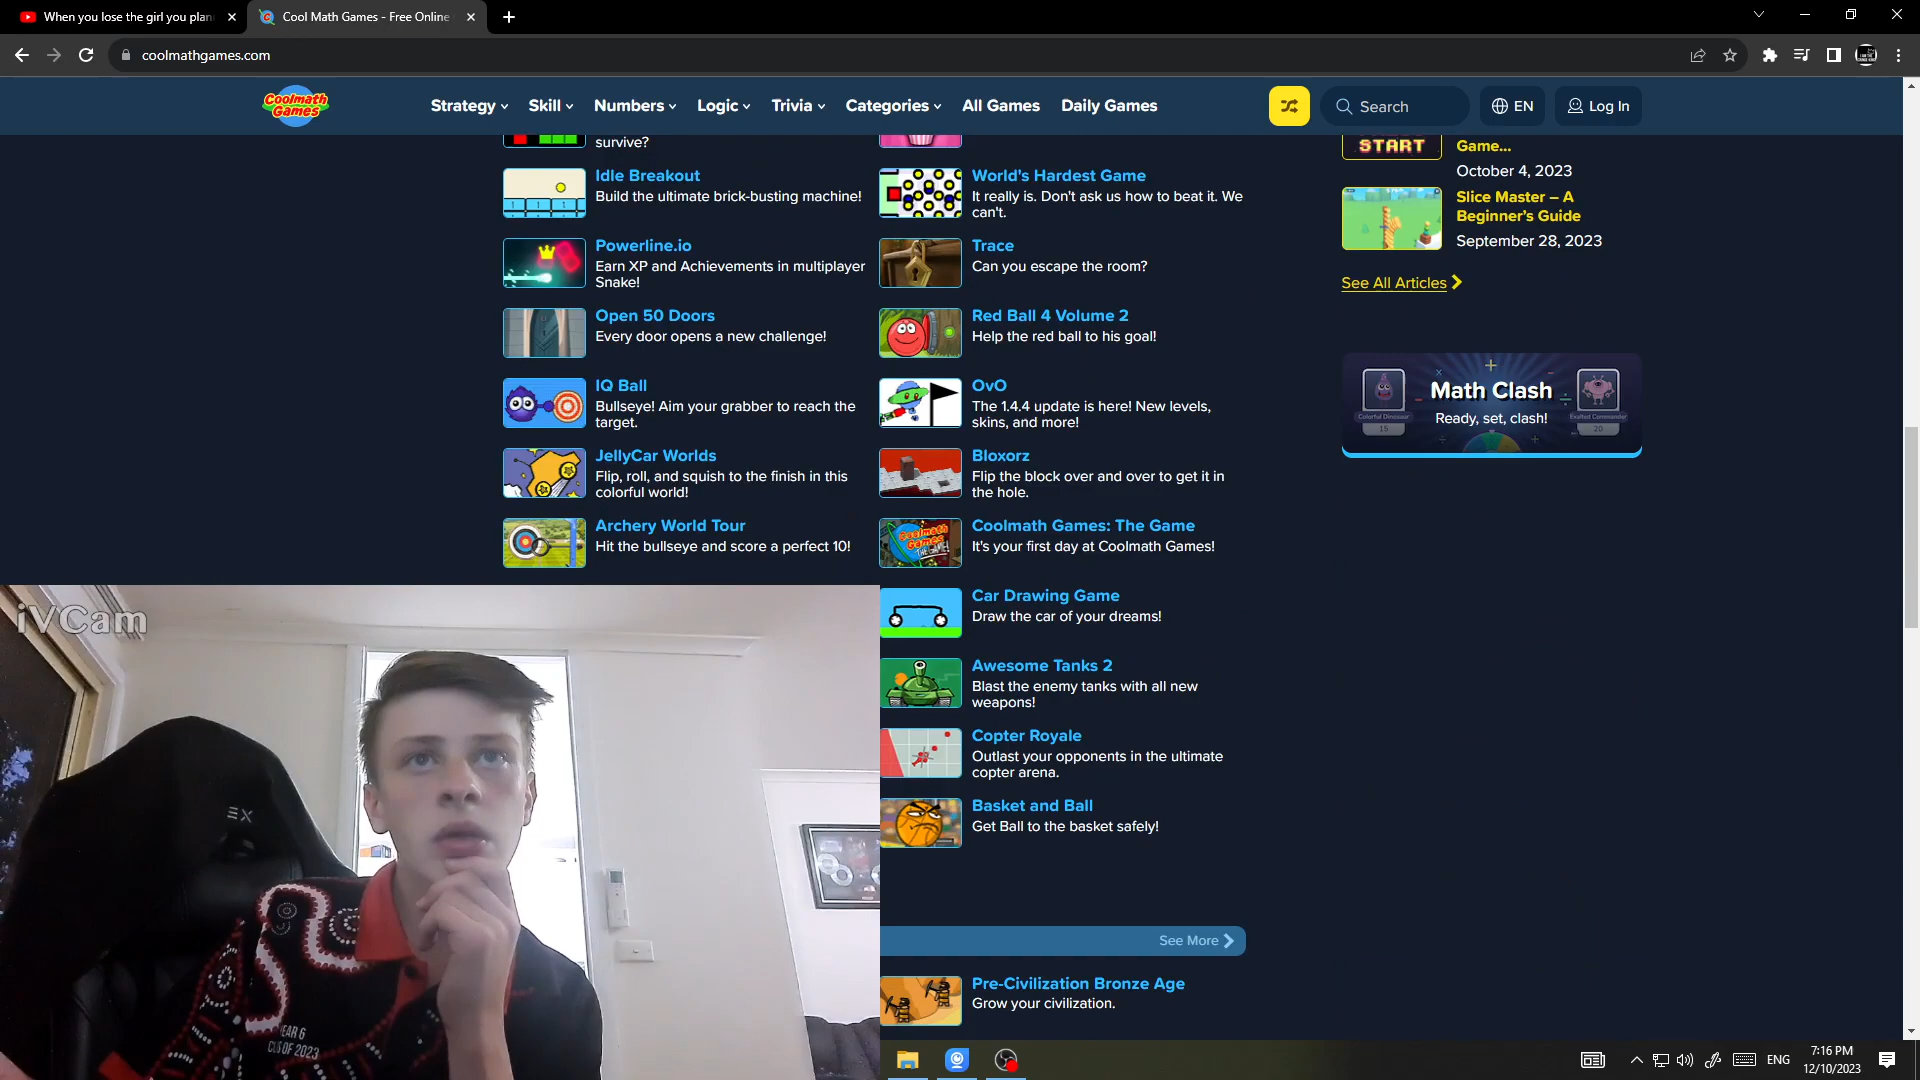 When you lose the girl you plan
Cool Math Games - Free Online
coolmathgames.com
Coolmath Games
Strategy
Skill
Numbers
Logic
Trivia
Categories
All Games
Daily Games
Search
EN
Log In
survive?
Idle Breakout
Build the ultimate brick-busting machine!
Powerline.io
Earn XP and Achievements in multiplayer
Snake!
Open 50 Doors
Every door opens a new challenge!
IQ Ball
Bullseye! Aim your grabber to reach the
target.
JellyCar Worlds
Flip, roll, and squish to the finish in this
colorful world!
Archery World Tour
Hit the bullseye and score a perfect 10!
World's Hardest Game
It really is. Don't ask us how to beat it. We
can't.
Trace
Can you escape the room?
Red Ball 4 Volume 2
Help the red ball to his goal!
OvO
The 1.4.4 update is here! New levels,
skins, and more!
Bloxorz
Flip the block over and over to get it in
the hole.
Coolmath Games: The Game
It's your first day at Coolmath Games!
Car Drawing Game
Draw the car of your dreams!
Awesome Tanks 2
Blast the enemy tanks with all new
weapons!
Copter Royale
Outlast your opponents in the ultimate
copter arena.
Basket and Ball
Get Ball to the basket safely!
See More
Pre-Civilization Bronze Age
Grow your civilization.
START
Game...
October 4, 2023
Slice Master – A
Beginner's Guide
September 28, 2023
See All Articles
Math Clash
Ready, set, clash!
Colorful Dinosaur
15
Exalted Commander
20
iVCam
EX
YEAR 6
OF 2023
ENG
7:16 PM
12/10/2023